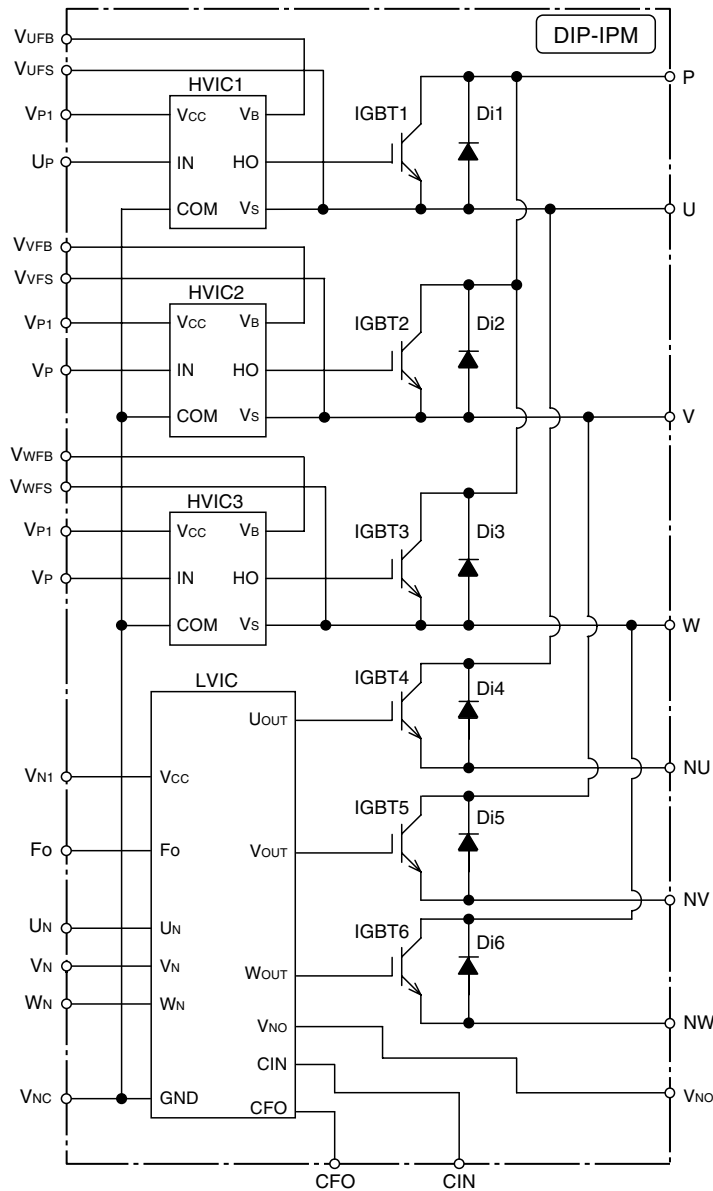 DIP-IPM
VUFB
VUFS
VP1
UP
HVIC1
VCC VB
IN HO
COM VS
IGBT1
Di1
P
U
VVFB
VVFS
VP1
VP
HVIC2
VCC VB
IN HO
COM VS
IGBT2
Di2
V
VWFB
VWFS
VP1
VP
HVIC3
VCC VB
IN HO
COM VS
IGBT3
Di3
W
LVIC
UOUT
IGBT4
Di4
NU
VN1
VCC
Fo
Fo
VOUT
IGBT5
Di5
NV
UN
UN
VN
VN
WN
WN
WOUT
IGBT6
Di6
NW
VNO
VNO
CIN
VNC
GND
CFO
CFO
CIN